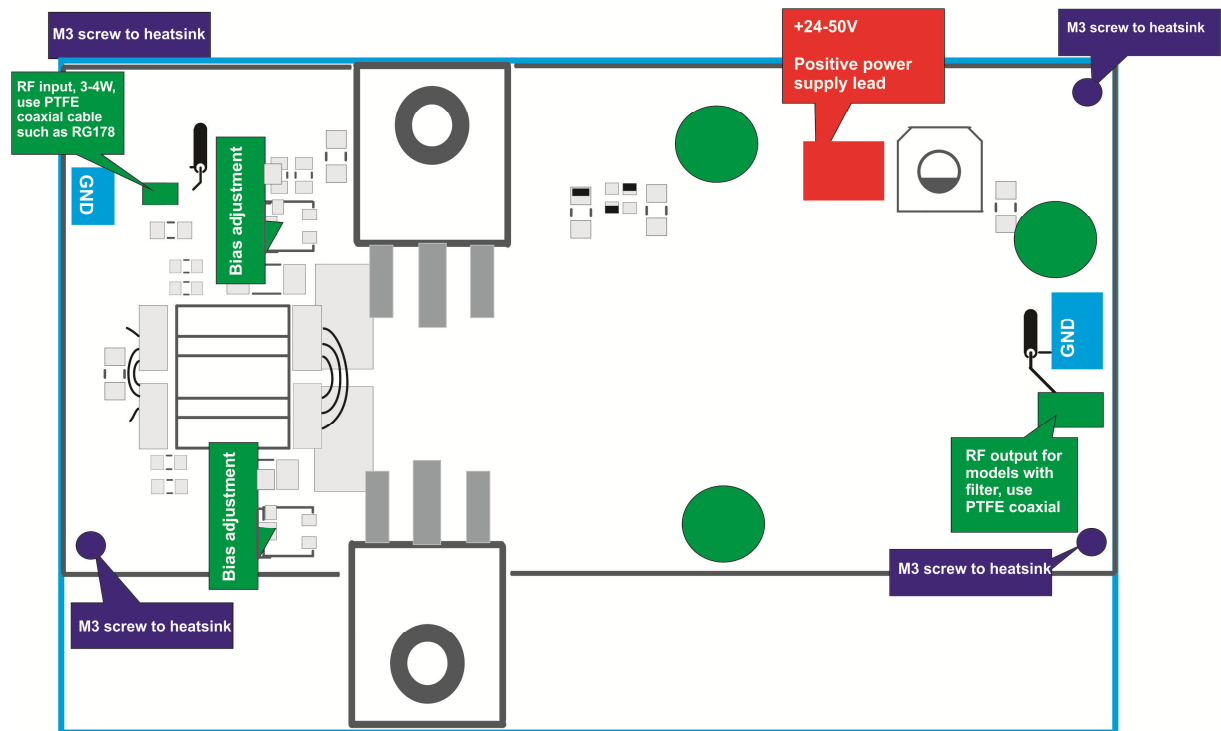 M3 screw to heatsink
+24-50V
Positive power
supply lead
M3 screw to heatsink
RF input, 3-4W,
use PTFE
coaxial cable
such as RG178
GND
Bias adjustment
GND
Bias adjustment
RF output for
models with
filter, use
PTFE coaxial
M3 screw to heatsink
M3 screw to heatsink